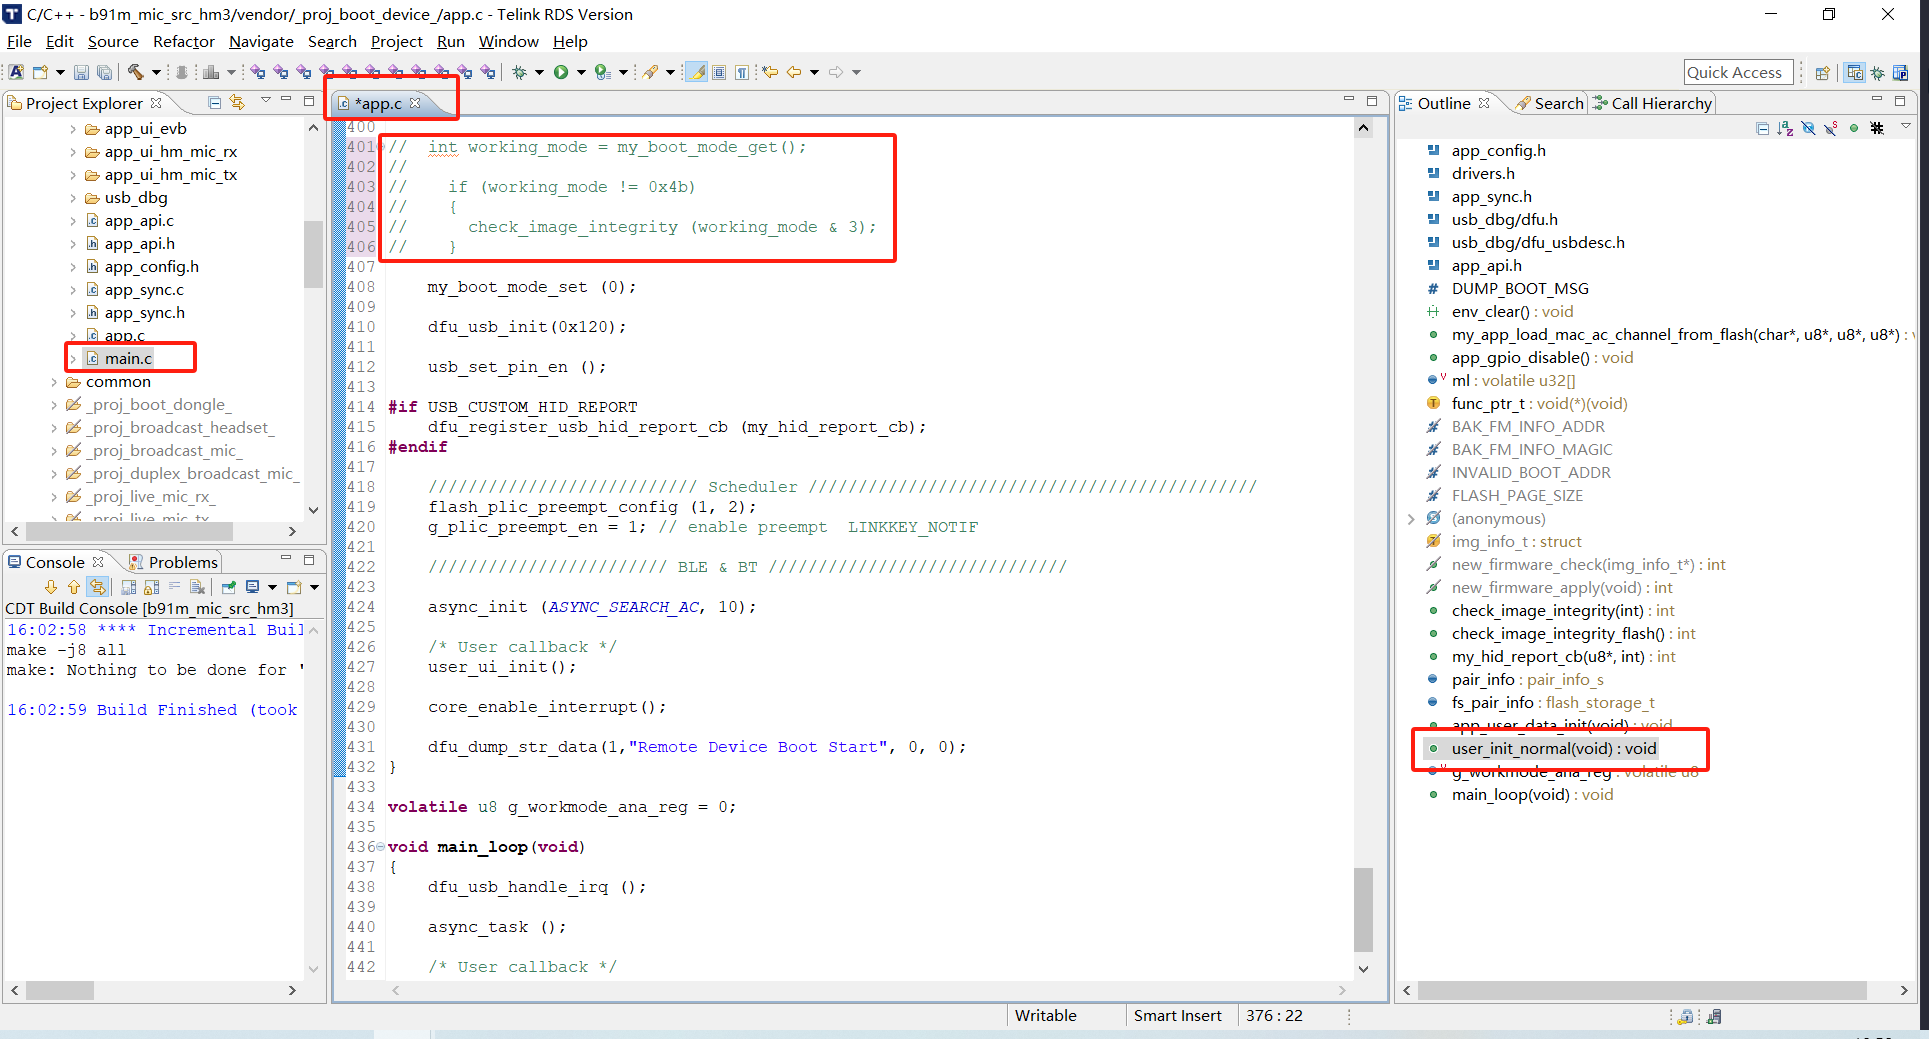 C/C++ - b91m_mic_src_hm3/vendor/_proj_boot_device_/app.c - Telink RDS Version
File Edit Source Refactor Navigate Search Project Run Window Help
Quick Access
Project Explorer
app_ui_evb
app_ui_hm_mic_rx
app_ui_hm_mic_tx
usb_dbg
app_api.c
app_api.h
app_config.h
app_sync.c
app_sync.h
app.c
main.c
common
_proj_boot_dongle_
_proj_broadcast_headset_
_proj_broadcast_mic_
_proj_duplex_broadcast_mic_
_proj_live_mic_rx_
_proj_live_mic_tx
Console Problems
CDT Build Console [b91m_mic_src_hm3]
16:02:58 **** Incremental Buil
make -j8 all
make: Nothing to be done for '
16:02:59 Build Finished (took
*app.c
400
401 // int working_mode = my_boot_mode_get();
402 //
403 // if (working_mode != 0x4b)
404 // {
405 // check_image_integrity (working_mode & 3);
406 // }
407
408 my_boot_mode_set (0);
409
410 dfu_usb_init(0x120);
411
412 usb_set_pin_en ();
413
414 #if USB_CUSTOM_HID_REPORT
415 dfu_register_usb_hid_report_cb (my_hid_report_cb);
416 #endif
417
418 /////////////////////////// Scheduler /////////////////////////////////////////////
419 flash_plic_preempt_config (1, 2);
420 g_plic_preempt_en = 1; // enable preempt LINKKEY_NOTIF
421
422 //////////////////////// BLE & BT //////////////////////////////
423
424 async_init (ASYNC_SEARCH_AC, 10);
425
426 /* User callback */
427 user_ui_init();
428
429 core_enable_interrupt();
430
431 dfu_dump_str_data(1,"Remote Device Boot Start", 0, 0);
432 }
433
434 volatile u8 g_workmode_ana_reg = 0;
435
436 void main_loop(void)
437 {
438 dfu_usb_handle_irq ();
439
440 async_task ();
441
442 /* User callback */
Outline Search Call Hierarchy
app_config.h
drivers.h
app_sync.h
usb_dbg/dfu.h
usb_dbg/dfu_usbdesc.h
app_api.h
DUMP_BOOT_MSG
env_clear() : void
my_app_load_mac_ac_channel_from_flash(char*, u8*, u8*, u8*) :
app_gpio_disable() : void
ml : volatile u32[]
func_ptr_t : void(*)(void)
BAK_FM_INFO_ADDR
BAK_FM_INFO_MAGIC
INVALID_BOOT_ADDR
FLASH_PAGE_SIZE
(anonymous)
img_info_t : struct
new_firmware_check(img_info_t*) : int
new_firmware_apply(void) : int
check_image_integrity(int) : int
check_image_integrity_flash() : int
my_hid_report_cb(u8*, int) : int
pair_info : pair_info_s
fs_pair_info : flash_storage_t
app_user_data_init(void) : void
user_init_normal(void) : void
g_workmode_ana_reg : volatile u8
main_loop(void) : void
Writable Smart Insert 376 : 22